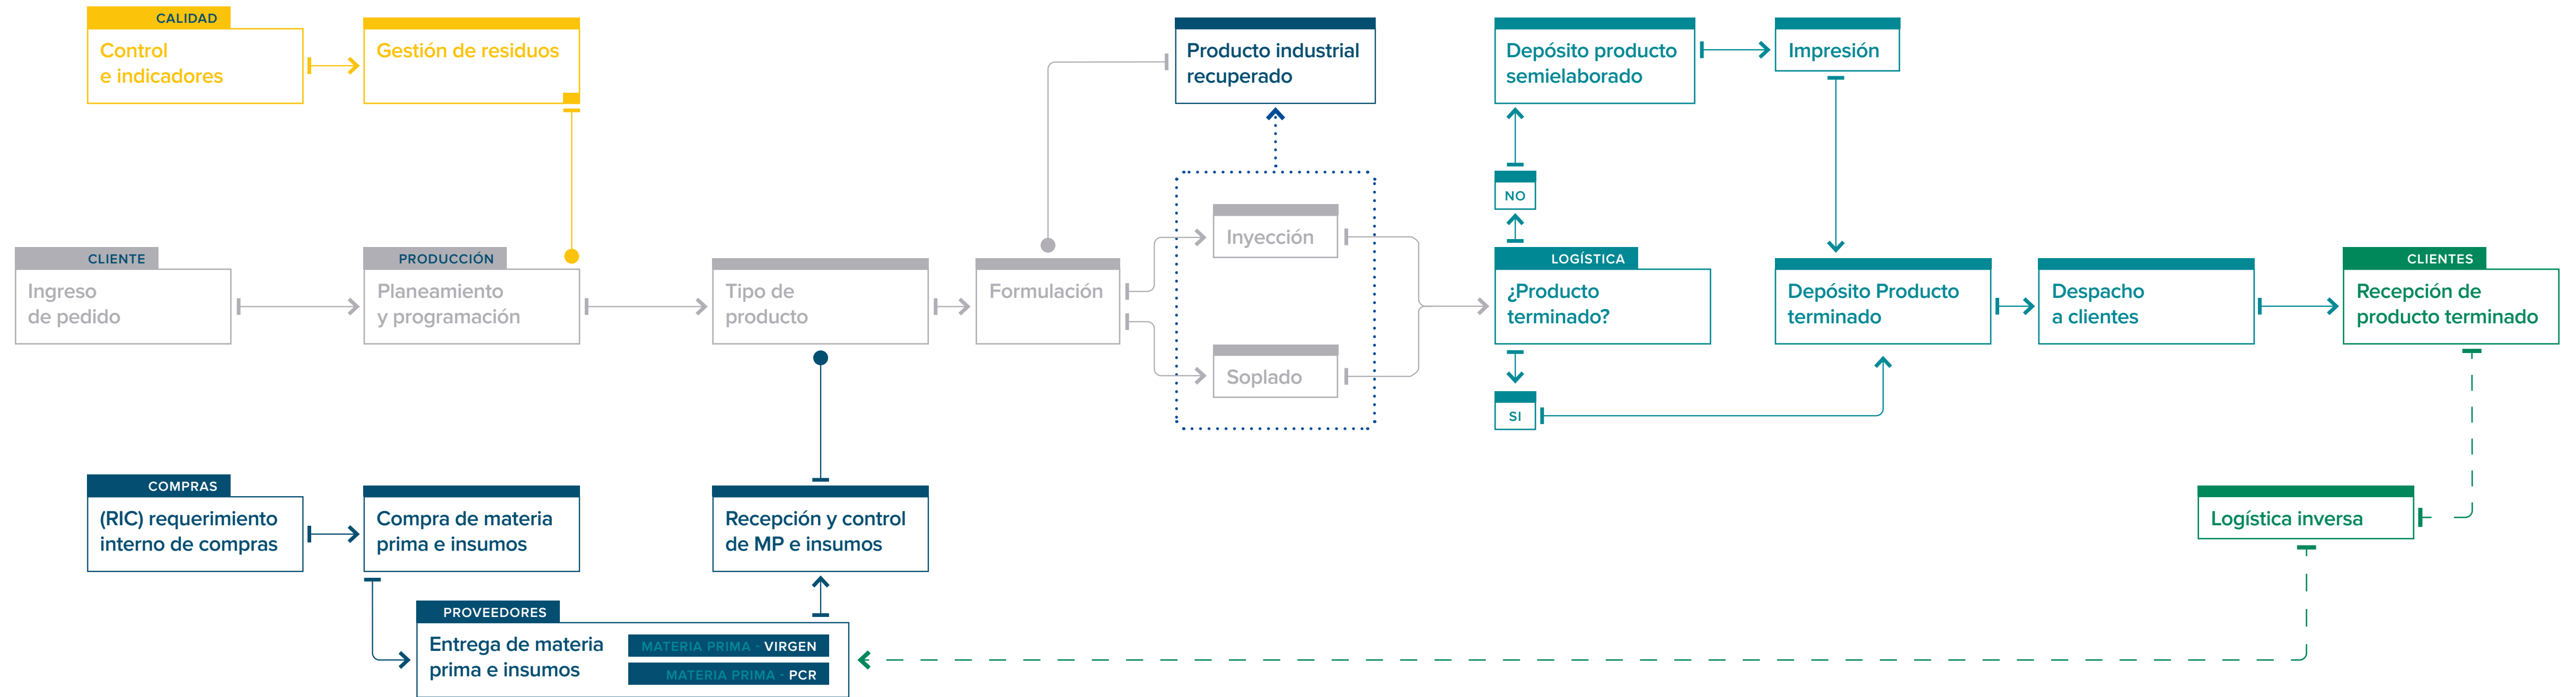 CALIDAD
Control
e indicadores
Gestión de residuos
Producto industrial
recuperado
Depósito producto
semielaborado
Impresión
NO
Inyección
CLIENTE
Ingreso
de pedido
PRODUCCIÓN
Planeamiento
y programación
Tipo de
producto
Formulación
Soplado
LOGÍSTICA
¿Producto
terminado?
SI
Depósito Producto
terminado
Despacho
a clientes
CLIENTES
Recepción de
producto terminado
COMPRAS
(RIC) requerimiento
interno de compras
Compra de materia
prima e insumos
Recepción y control
de MP e insumos
Logística inversa
PROVEEDORES
Entrega de materia
prima e insumos
MATERIA PRIMA - VIRGEN
MATERIA PRIMA - PCR